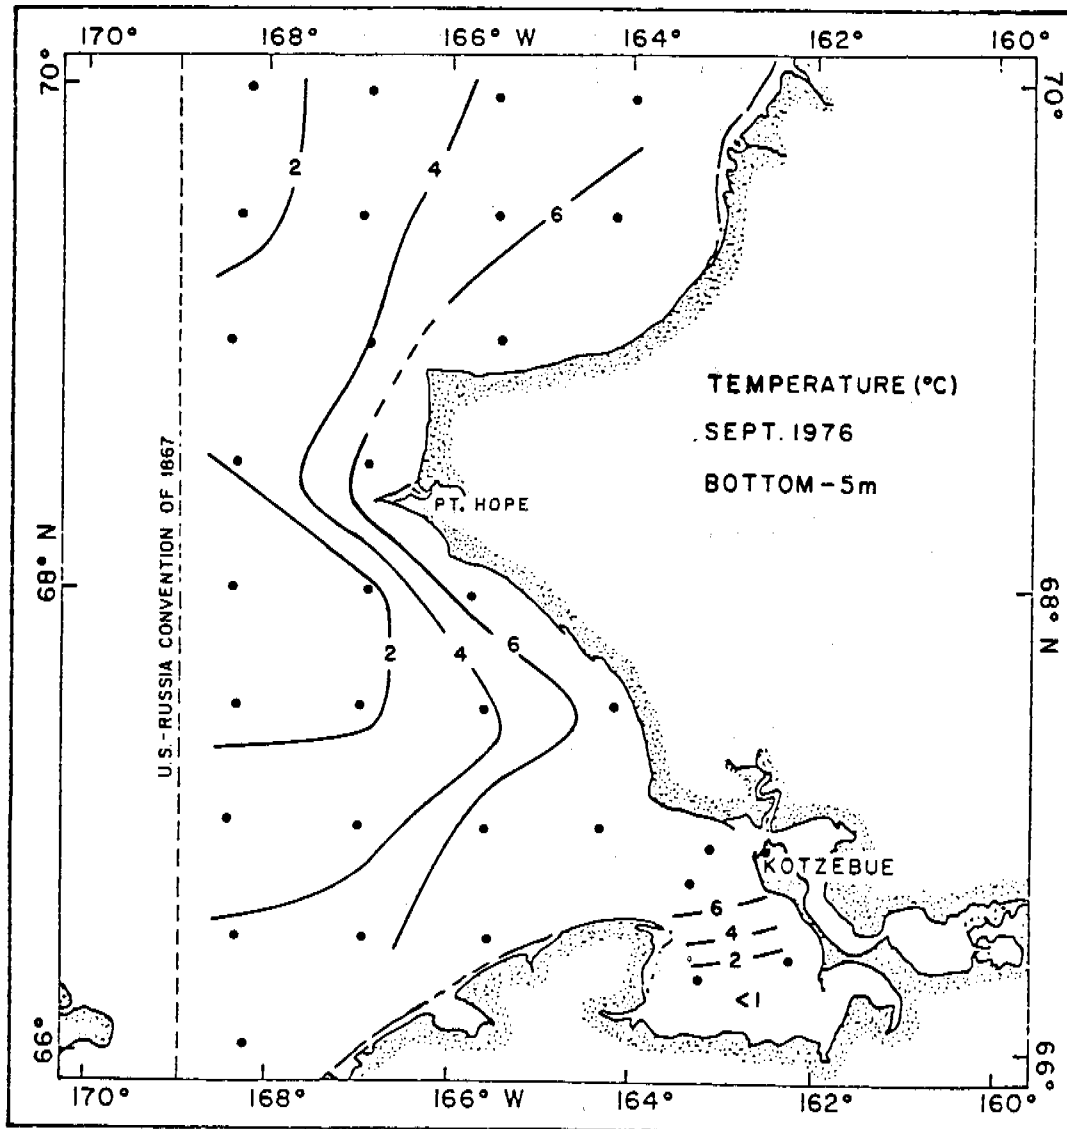 170° 168° 166° W 164° 162° 160°
70°
70°
2
4
6
TEMPERATURE (°C)
SEPT. 1976
BOTTOM - 5m
U.S.-RUSSIA CONVENTION OF 1867
PT. HOPE
68° N
68° N
2
4
6
KOTZEBUE
6
4
2
<1
66°
66°
170° 168° 166° W 164° 162° 160°